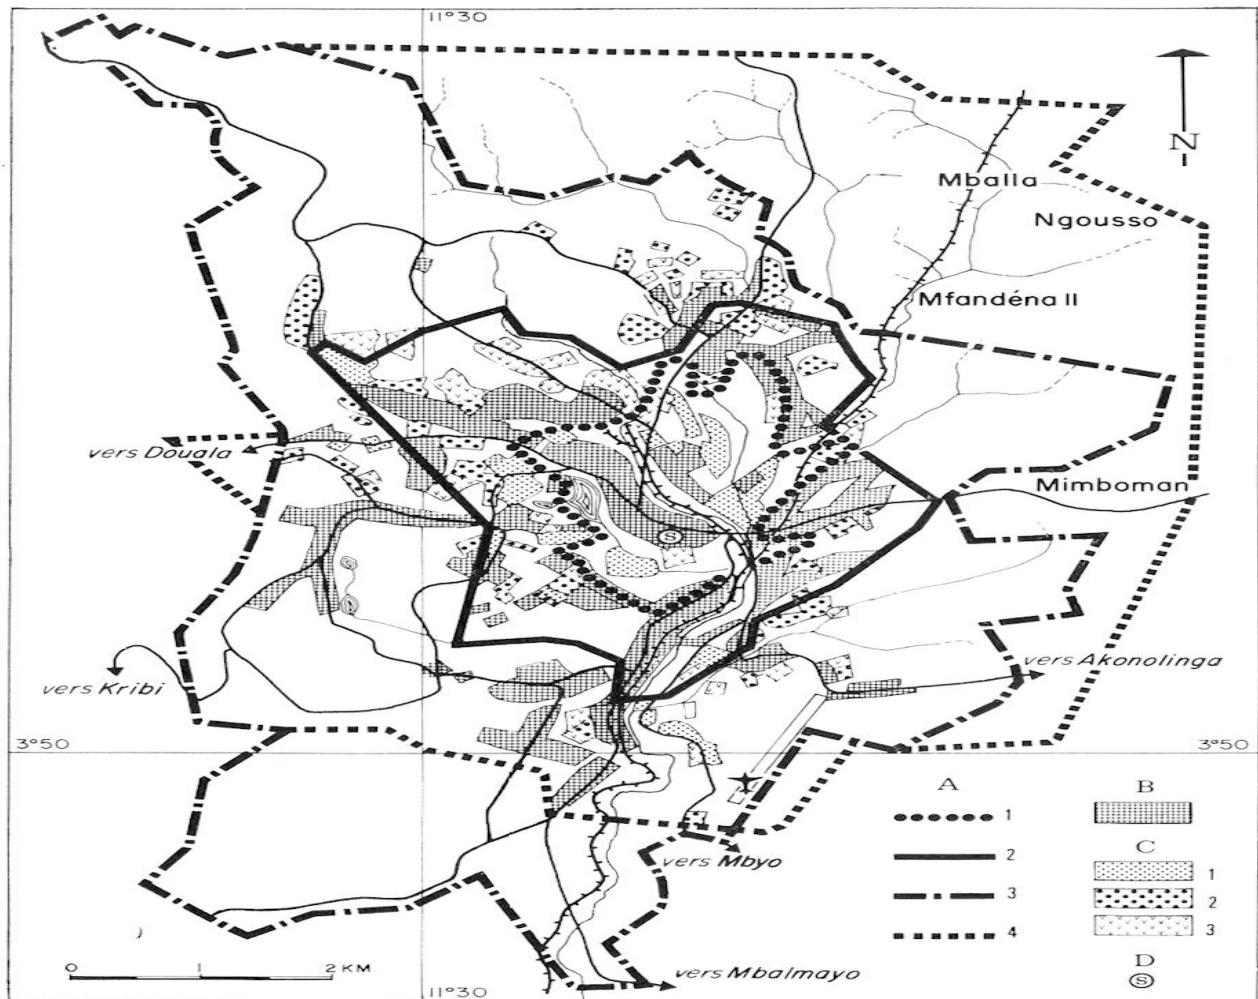 11°30
N
Mballa
Ngousso
Mfandéna II
vers Douala
Mimboman
S
vers Kribi
vers Akonolinga
3°50
3°50
A
B
1
2
3
4
C
1
2
3
D
S
vers Mbyo
vers Mbalmayo
0 1 2 KM
11°30